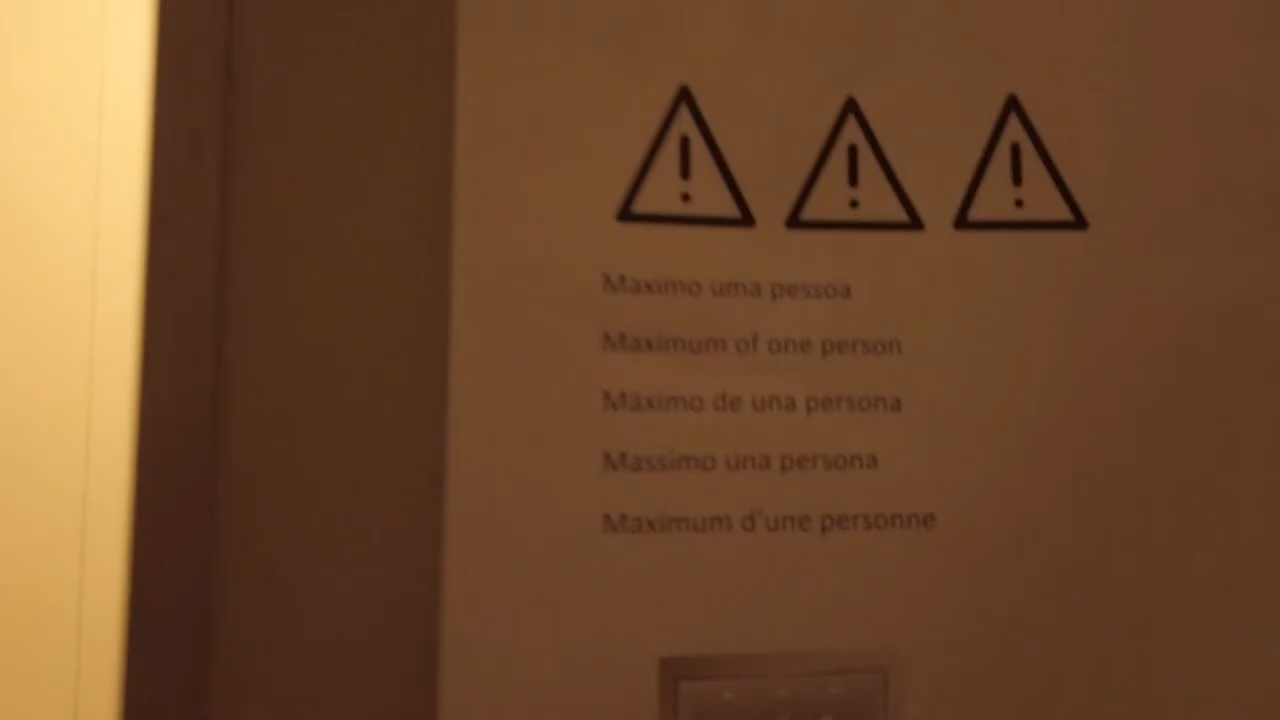 Maximo uma pessoa
Maximum of one person
Máximo de una persona
Massimo una persona
Maximum d'une personne